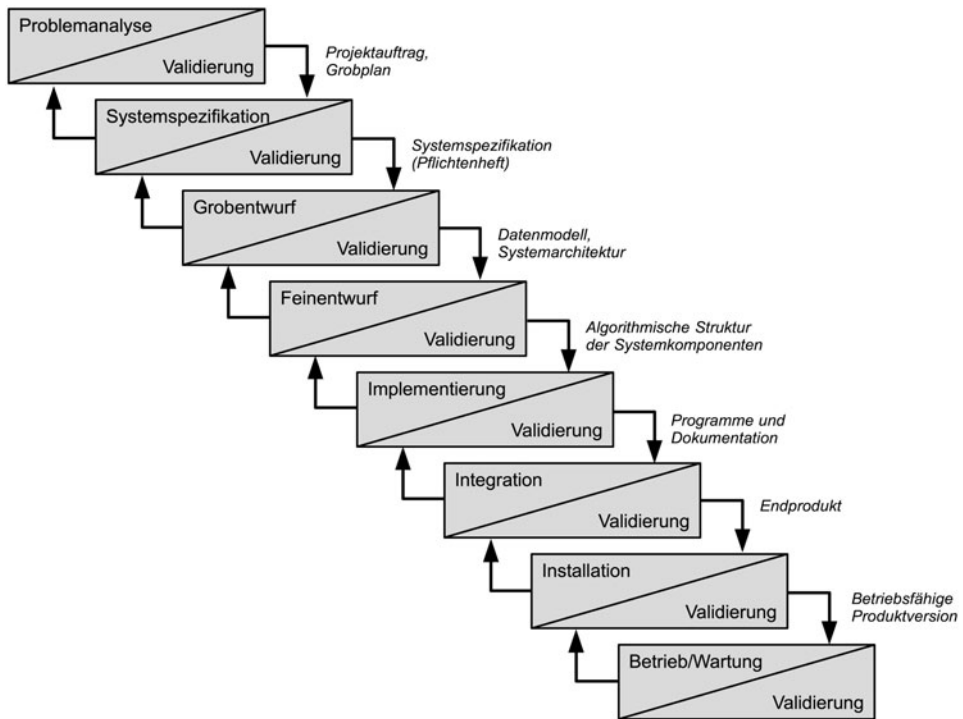 Problemanalyse
Validierung
Projektauftrag,
Grobplan
Systemspezifikation
Validierung
Systemspezifikation
(Pflichtenheft)
Grobentwurf
Validierung
Datenmodell,
Systemarchitektur
Feinentwurf
Validierung
Algorithmische Struktur
der Systemkomponenten
Implementierung
Validierung
Programme und
Dokumentation
Integration
Validierung
Endprodukt
Installation
Validierung
Betriebsfähige
Produktversion
Betrieb/Wartung
Validierung